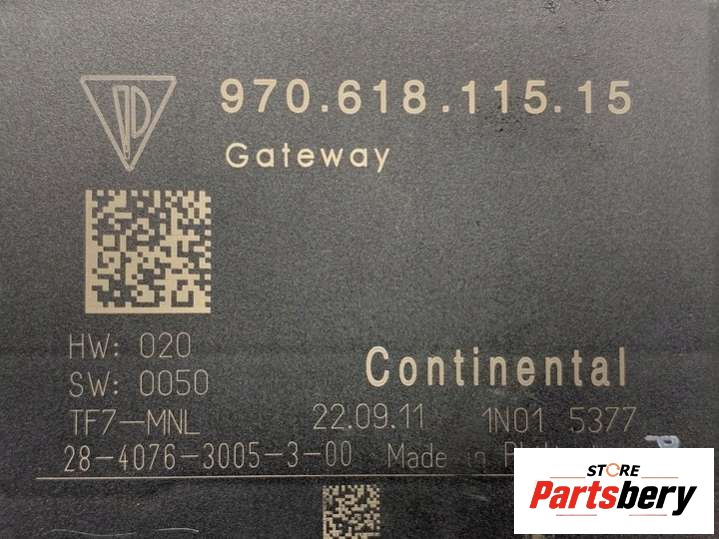 970.618.115.15
Gateway
HW: 020
SW: 0050
Continental
TF7-MNL 22.09.11 1N01 5377
28-4076-3005-3-00 Made in
STORE
Partsbery